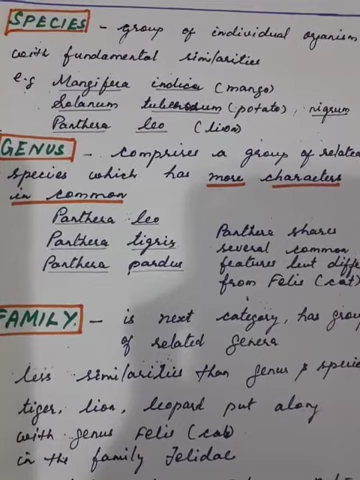 SPECIES - group of individual organism
with fundamental similarities
e.g Mangifera indica (mango)
Solanum tuberosum (potato), nigrum
Panthera leo (lion)
GENUS - comprises a group of related
species which has more characters
in common
Panthera leo
Panthera tigris
Panthera pardus
Panthera shares
several common
features but diffe
from Felis (cat)
FAMILY - is next category, has grou
of related genera
less similarities than genus & specie
tiger, lion, leopard put along
with genus Felis (cat)
in the family Felidae